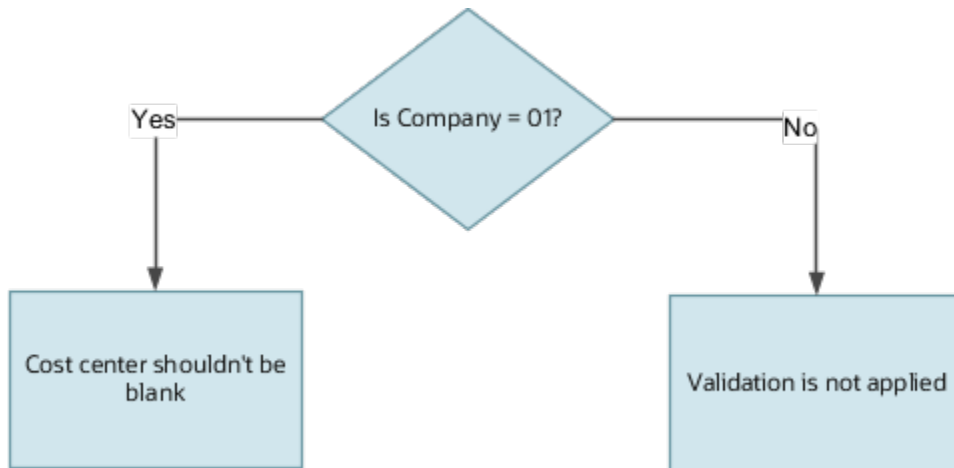 Is Company = 01?
Yes
No
Cost center shouldn't be
blank
Validation is not applied